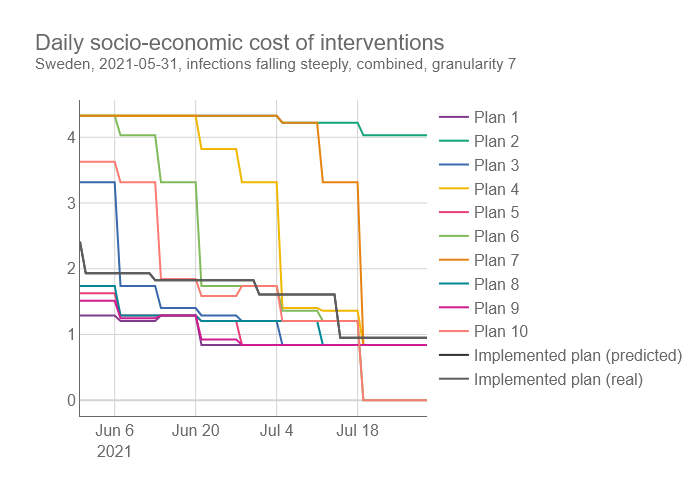 Daily socio-economic cost of interventions
Sweden, 2021-05-31, infections falling steeply, combined, granularity 7
4
3
2
1
0
Jun 6
2021
Jun 20
Jul 4
Jul 18
Plan 1
Plan 2
Plan 3
Plan 4
Plan 5
Plan 6
Plan 7
Plan 8
Plan 9
Plan 10
Implemented plan (predicted)
Implemented plan (real)